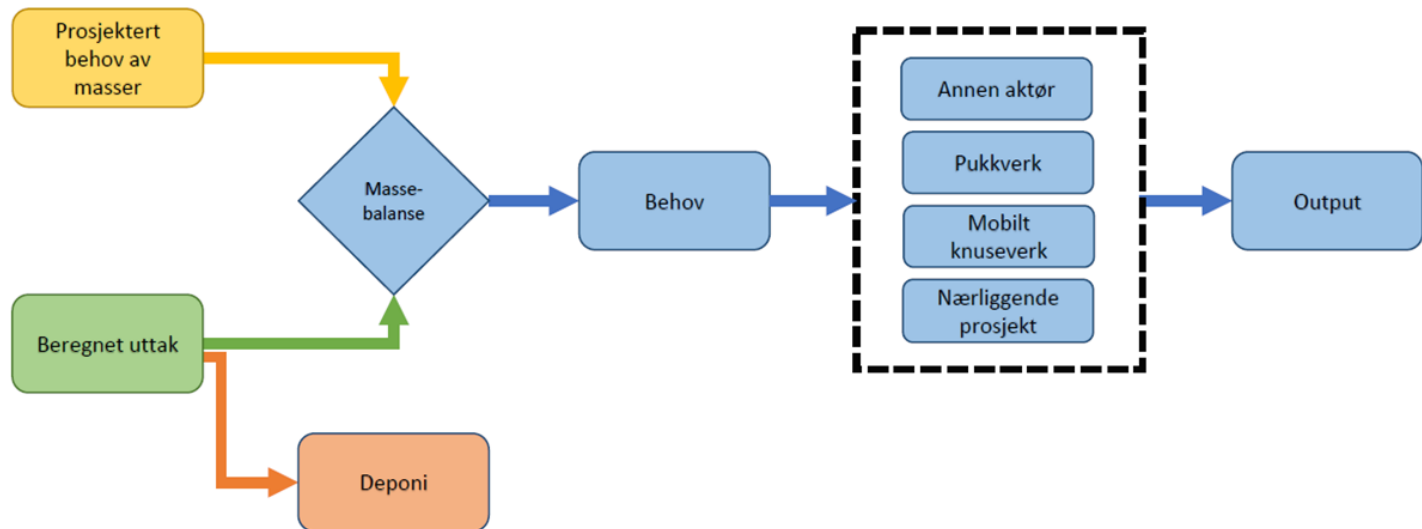 Prosjektert
behov av
masser
Masse-
balanse
Behov
Annen aktør
Pukkverk
Mobilt
knuseverk
Nærliggende
prosjekt
Output
Beregnet uttak
Deponi